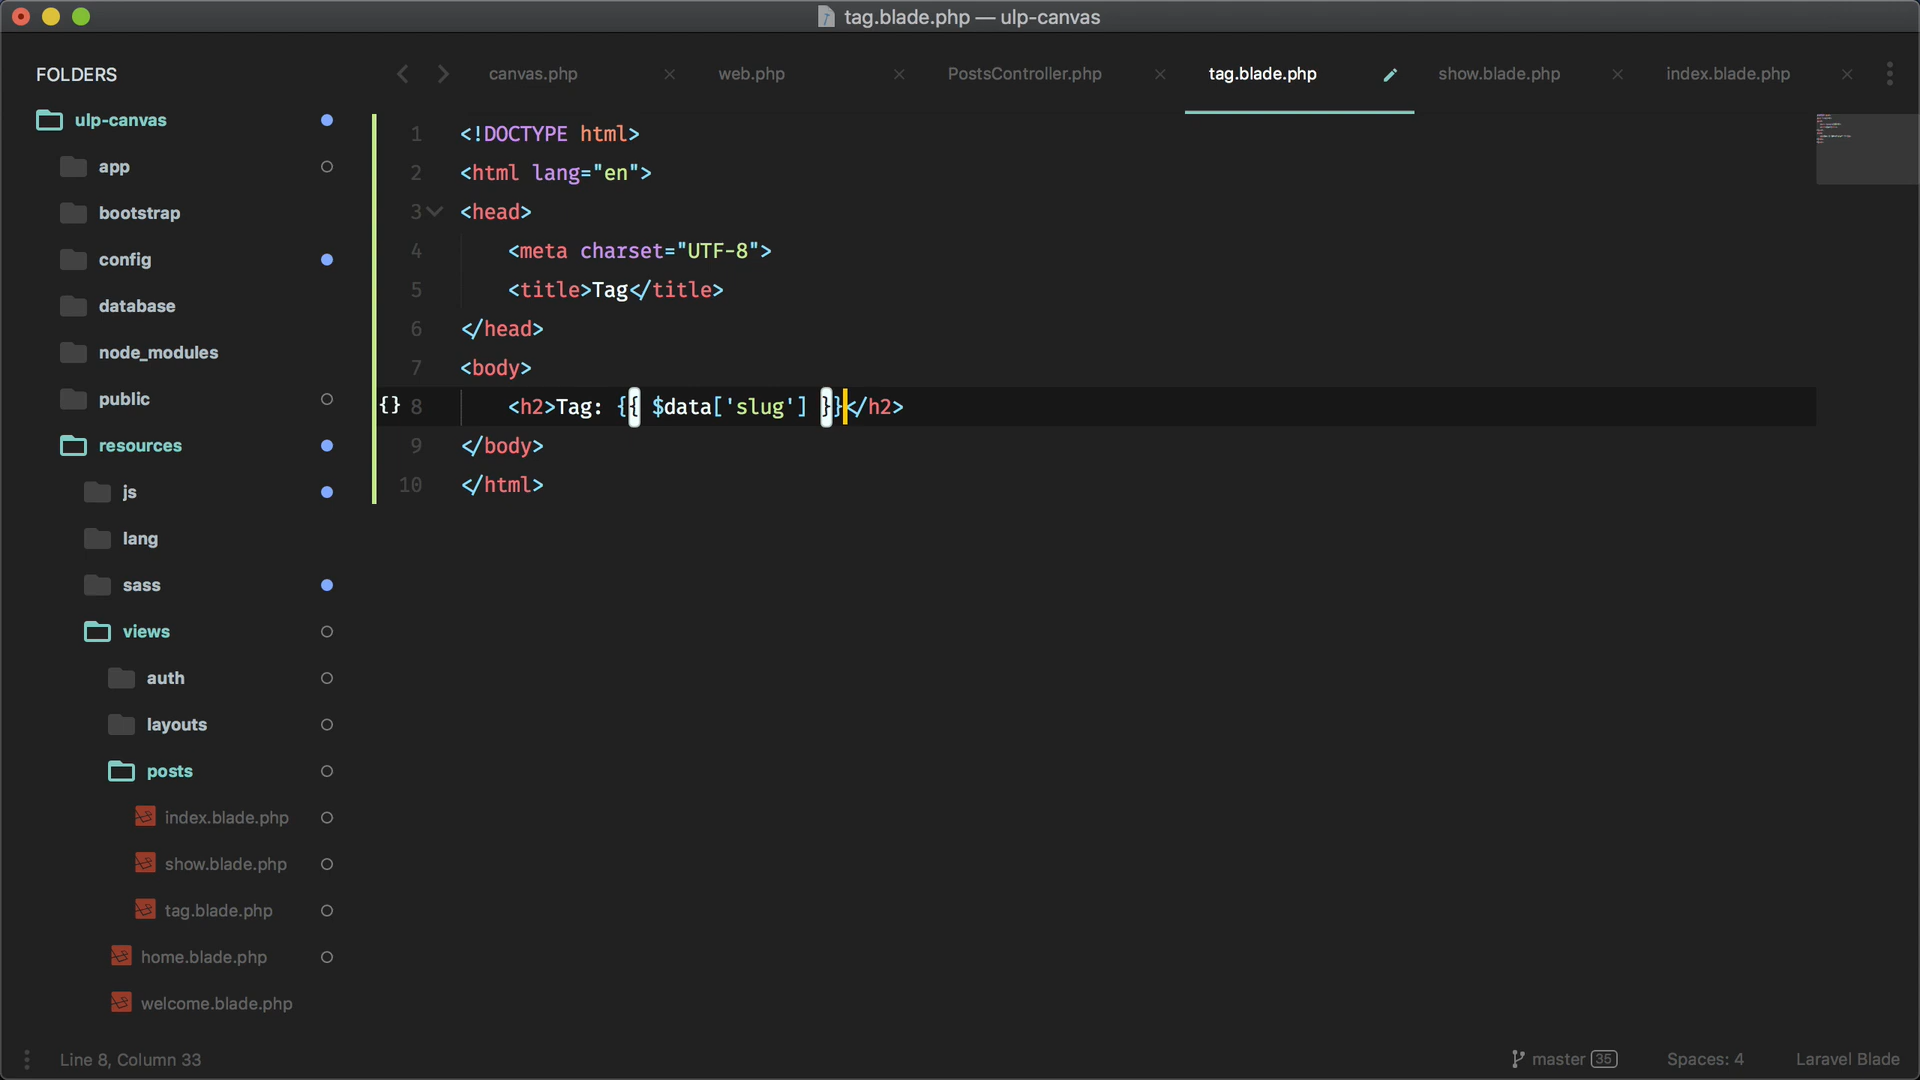 tag.blade.php — ulp-canvas
FOLDERS
ulp-canvas
app
bootstrap
config
database
node_modules
public
resources
js
lang
sass
views
auth
layouts
posts
index.blade.php
show.blade.php
tag.blade.php
home.blade.php
welcome.blade.php
canvas.php
web.php
PostsController.php
tag.blade.php
show.blade.php
index.blade.php
1 <!DOCTYPE html>
2 <html lang="en">
3 <head>
4 <meta charset="UTF-8">
5 <title>Tag</title>
6 </head>
7 <body>
{} 8 <h2>Tag: {{ $data['slug'] }}</h2>
9 </body>
10 </html>
Line 8, Column 33
master 35
Spaces: 4
Laravel Blade